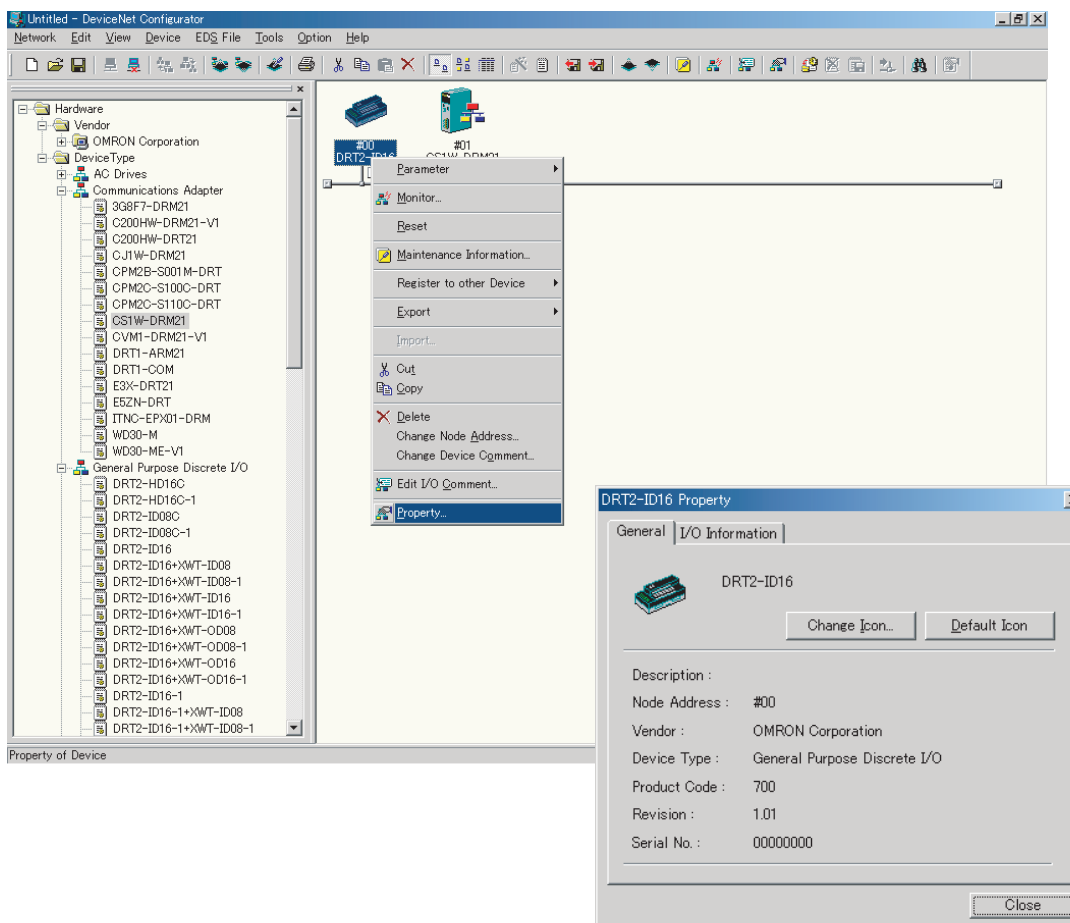 Untitled - DeviceNet Configurator
Network Edit View Device EDS File Tools Option Help
Hardware
Vendor
OMRON Corporation
DeviceType
AC Drives
Communications Adapter
3G8F7-DRM21
C200HW-DRM21-V1
C200HW-DRT21
CJ1W-DRM21
CPM2B-S001M-DRT
CPM2C-S100C-DRT
CPM2C-S110C-DRT
CS1W-DRM21
CVM1-DRM21-V1
DRT1-ARM21
DRT1-COM
E3X-DRT21
E5ZN-DRT
ITNC-EPX01-DRM
WD30-M
WD30-ME-V1
General Purpose Discrete I/O
DRT2-HD16C
DRT2-HD16C-1
DRT2-ID08C
DRT2-ID08C-1
DRT2-ID16
DRT2-ID16+XWT-ID08
DRT2-ID16+XWT-ID08-1
DRT2-ID16+XWT-ID16
DRT2-ID16+XWT-ID16-1
DRT2-ID16+XWT-OD08
DRT2-ID16+XWT-OD08-1
DRT2-ID16+XWT-OD16
DRT2-ID16+XWT-OD16-1
DRT2-ID16-1
DRT2-ID16-1+XWT-ID08
DRT2-ID16-1+XWT-ID08-1
#00
DRT2-ID16
#01
CS1W-DRM21
Parameter
Monitor...
Reset
Maintenance Information...
Register to other Device
Export
Import...
Cut
Copy
Delete
Change Node Address...
Change Device Comment...
Edit I/O Comment...
Property...
Property of Device
DRT2-ID16 Property
General I/O Information
DRT2-ID16
Change Icon... Default Icon
Description :
Node Address : #00
Vendor : OMRON Corporation
Device Type : General Purpose Discrete I/O
Product Code : 700
Revision : 1.01
Serial No. : 00000000
Close